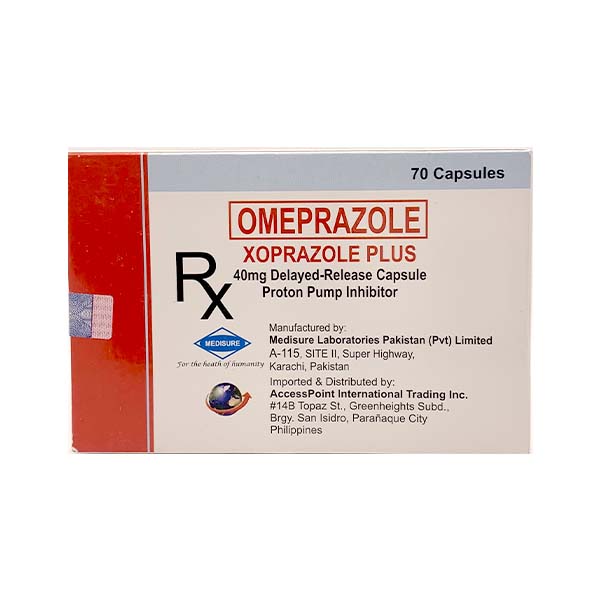 70 Capsules
OMEPRAZOLE
XOPRAZOLE PLUS
Rx
40mg Delayed-Release Capsule
Proton Pump Inhibitor
MEDISURE
For the heath of humanity
Manufactured by:
Medisure Laboratories Pakistan (Pvt) Limited
A-115, SITE II, Super Highway,
Karachi, Pakistan
Imported & Distributed by:
AccessPoint International Trading Inc.
#14B Topaz St., Greenheights Subd.,
Brgy. San Isidro, Parañaque City
Philippines